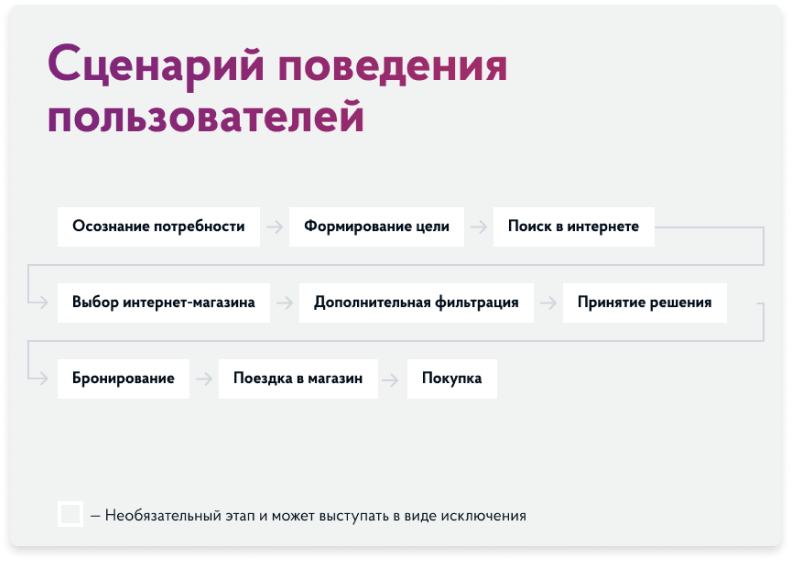 Сценарий поведения
пользователей
Осознание потребности
Формирование цели
Поиск в интернете
Выбор интернет-магазина
Дополнительная фильтрация
Принятие решения
Бронирование
Поездка в магазин
Покупка
— Необязательный этап и может выступать в виде исключения